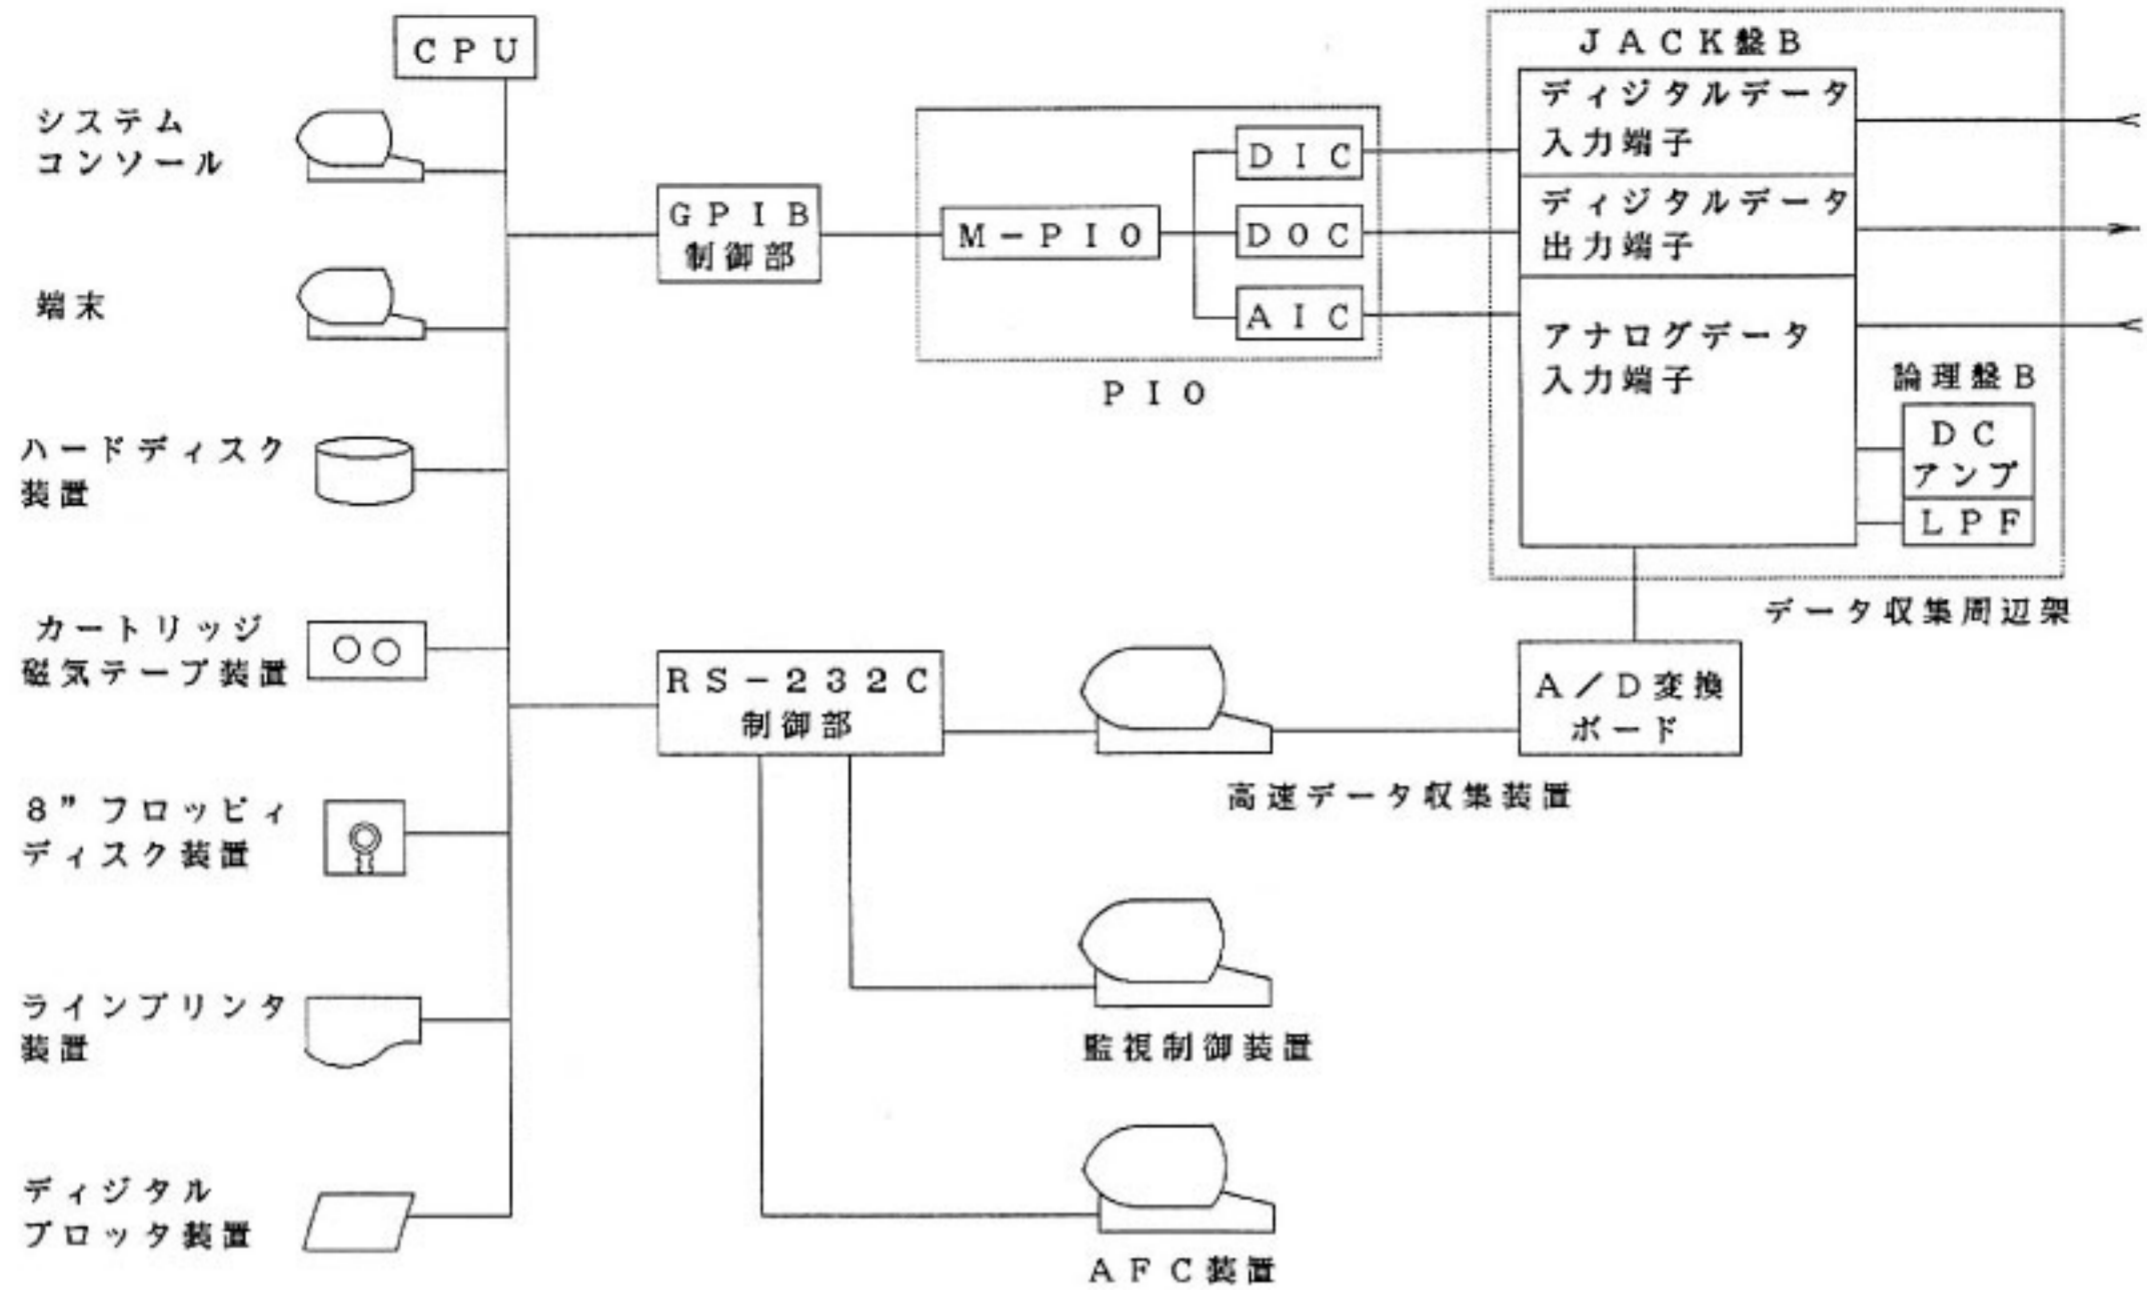 CPU
システム
コンソール
端末
ハードディスク
装置
カートリッジ
磁気テープ装置
8”フロッピィ
ディスク装置
ラインプリンタ
装置
ディジタル
プロッタ装置
GPIB
制御部
M-PIO
DIC
DOC
AIC
PIO
JACK盤B
ディジタルデータ
入力端子
ディジタルデータ
出力端子
アナログデータ
入力端子
論理盤B
DC
アンプ
LPF
データ収集周辺架
RS-232C
制御部
A/D変換
ボード
高速データ収集装置
監視制御装置
AFC装置